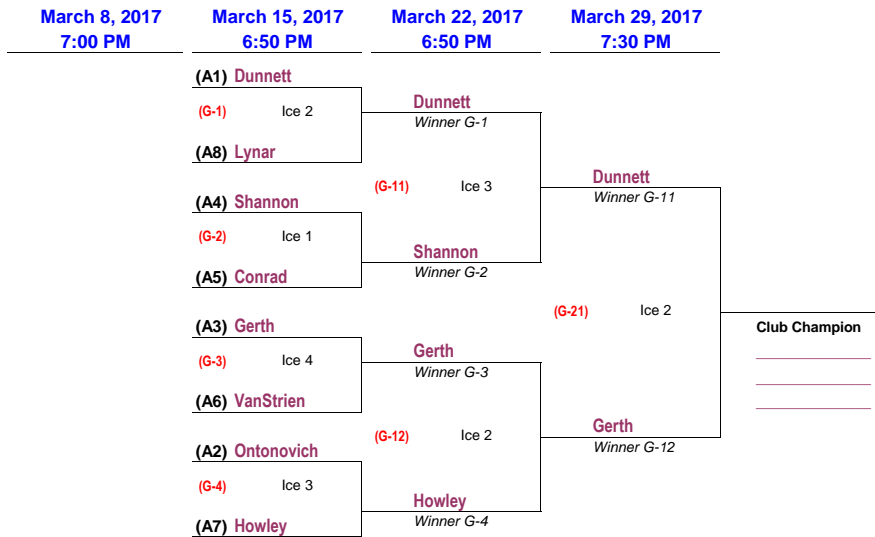 March 8, 2017 March 15, 2017 March 22, 2017 March 29, 2017
7:00 PM 6:50 PM 6:50 PM 7:30 PM
(A1) Dunnett
Dunnett
(G-1) Ice 2
Winner G-1
(A8) Lynar
Dunnett
(G-11) Ice 3
Winner G-11
(A4) Shannon
(G-2) Ice 1
Shannon
Winner G-2
(A5) Conrad
(G-21) Ice 2
(A3) Gerth
Club Champion
Gerth
(G-3) Ice 4
Winner G-3
(A6) VanStrien
Gerth
(G-12) Ice 2
Winner G-12
(A2) Ontonovich
(G-4) Ice 3
Howley
Winner G-4
(A7) Howley